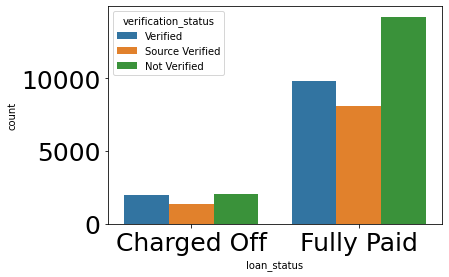 verification_status
Verified
Source Verified
Not Verified
10000
5000
0
count
Charged Off
Fully Paid
loan_status